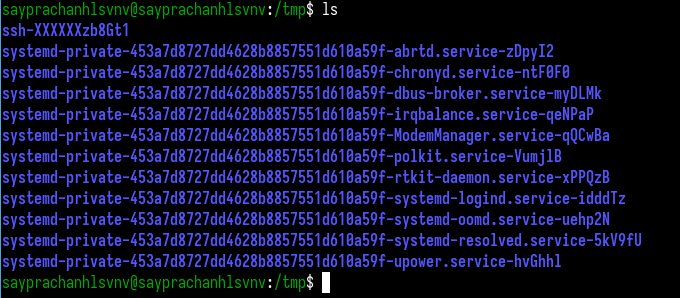 sayprachanhlsvnv@sayprachanhlsvnv:/tmp$ ls
ssh-XXXXXXzb8Gt1
systemd-private-453a7d8727dd4628b8857551d610a59f-abrtd.service-zDpyI2
systemd-private-453a7d8727dd4628b8857551d610a59f-chronyd.service-ntF0F0
systemd-private-453a7d8727dd4628b8857551d610a59f-dbus-broker.service-myDLMk
systemd-private-453a7d8727dd4628b8857551d610a59f-irqbalance.service-qeNPaP
systemd-private-453a7d8727dd4628b8857551d610a59f-ModemManager.service-qQCwBa
systemd-private-453a7d8727dd4628b8857551d610a59f-polkit.service-VumjlB
systemd-private-453a7d8727dd4628b8857551d610a59f-rtkit-daemon.service-xPPQzB
systemd-private-453a7d8727dd4628b8857551d610a59f-systemd-logind.service-idddTz
systemd-private-453a7d8727dd4628b8857551d610a59f-systemd-oomd.service-uehp2N
systemd-private-453a7d8727dd4628b8857551d610a59f-systemd-resolved.service-5kV9fU
systemd-private-453a7d8727dd4628b8857551d610a59f-upower.service-hvGhhl
sayprachanhlsvnv@sayprachanhlsvnv:/tmp$